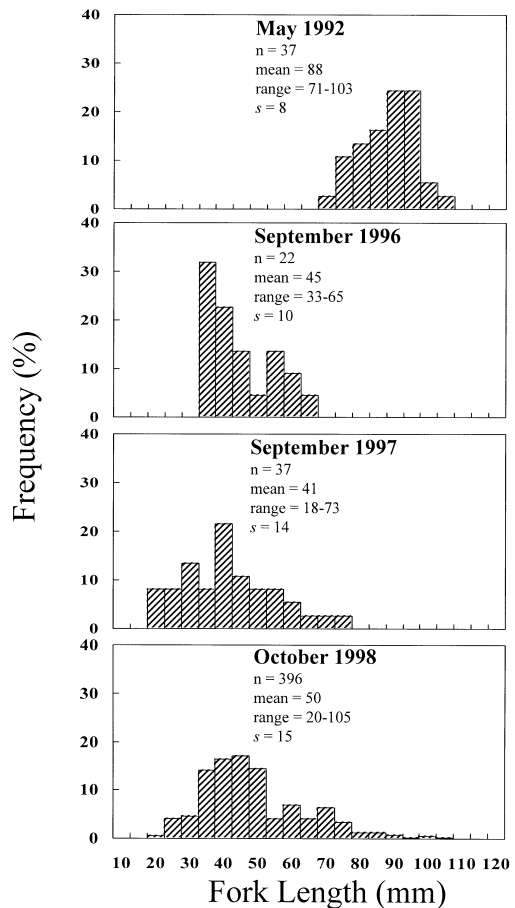 40
30
20
10
0
May 1992
n = 37
mean = 88
range = 71-103
s = 8
40
30
20
10
0
September 1996
n = 22
mean = 45
range = 33-65
s = 10
40
30
20
10
0
September 1997
n = 37
mean = 41
range = 18-73
s = 14
40
30
20
10
0
October 1998
n = 396
mean = 50
range = 20-105
s = 15
10 20 30 40 50 60 70 80 90 100 110 120
Fork Length (mm)
Frequency (%)